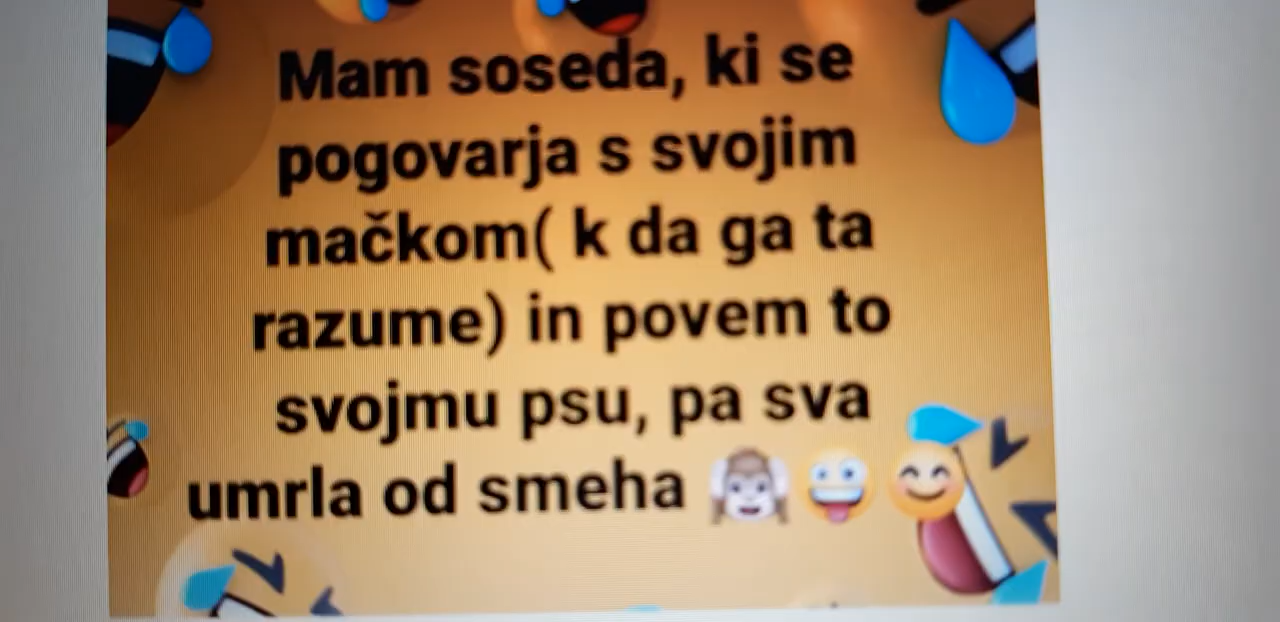 Mam soseda, ki se
pogovarja s svojim
mačkom( k da ga ta
razume) in povem to
svojmu psu, pa sva
umrla od smeha 🙉🤪😊